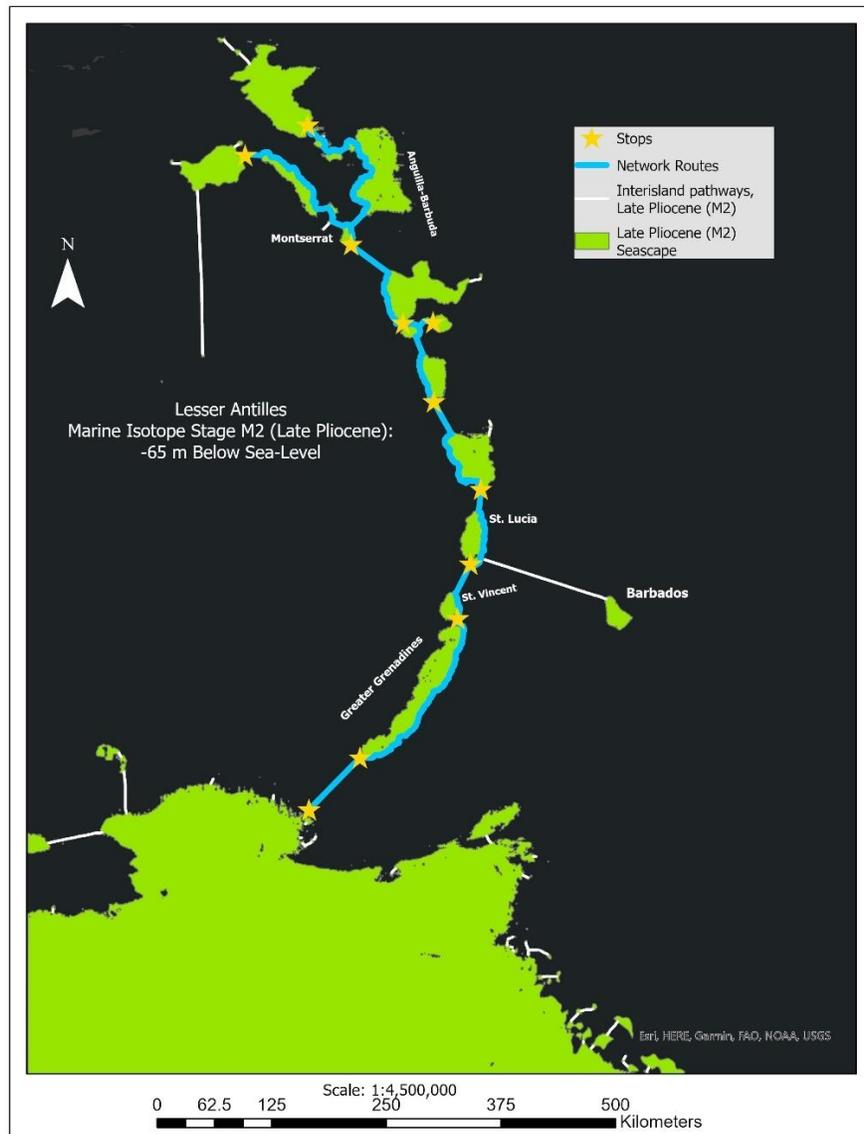 Stops
Network Routes
Interisland pathways,
Late Pliocene (M2)
Late Pliocene (M2)
Seascape
Anguilla-Barbuda
Montserrat
N
Lesser Antilles
Marine Isotope Stage M2 (Late Pliocene):
-65 m Below Sea-Level
St. Lucia
St. Vincent
Barbados
Greater Grenadines
Esri, HERE, Garmin, FAO, NOAA, USGS
Scale: 1:4,500,000
0 62.5 125 250 375 500
Kilometers